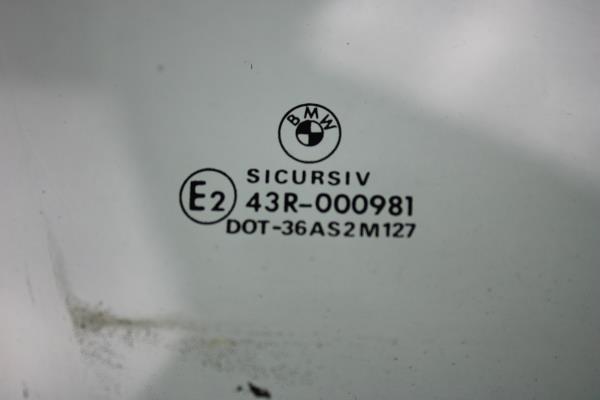 BMW
SICURSIV
E2 43R-000981
DOT-36AS2M127